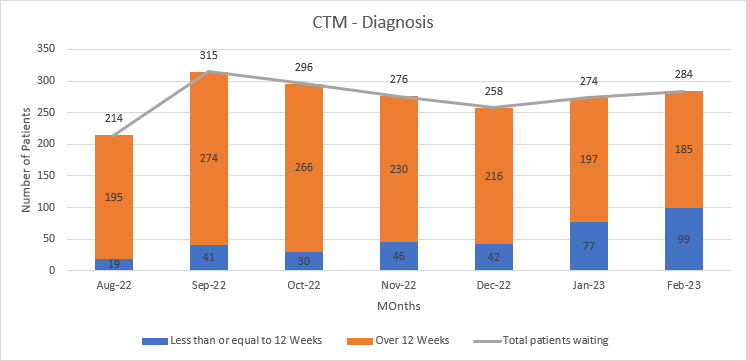 CTM - Diagnosis
350
300
250
200
150
100
50
0
Number of Patients
214
315
296
276
258
274
284
195
274
266
230
216
197
185
19
41
30
46
42
77
99
Aug-22
Sep-22
Oct-22
Nov-22
Dec-22
Jan-23
Feb-23
MOnths
Less than or equal to 12 Weeks
Over 12 Weeks
Total patients waiting